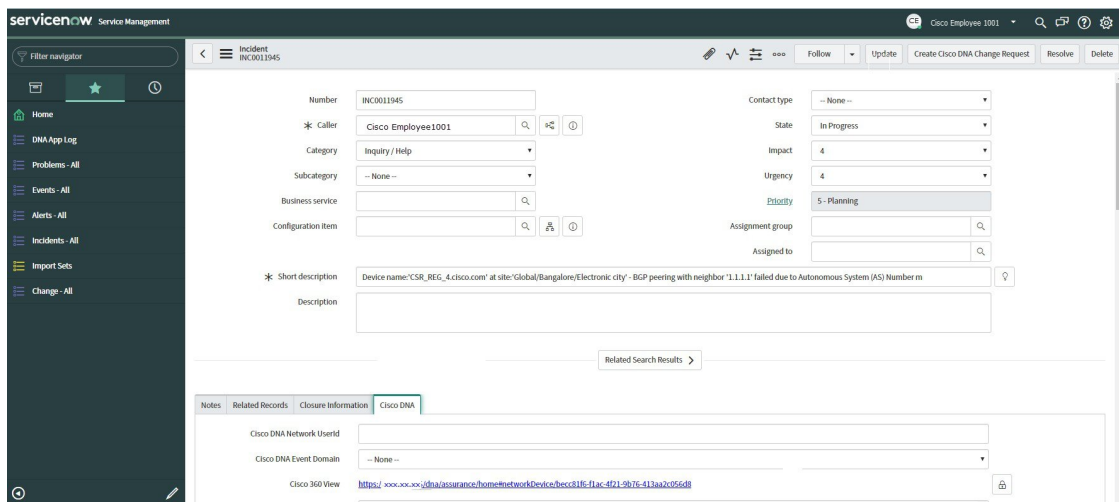 servicenow Service Management
CE Cisco Employee 1001
Filter navigator
Incident
INC0011945
Follow
Update
Create Cisco DNA Change Request
Resolve
Delete
Home
DNA App Log
Problems - All
Events - All
Alerts - All
Incidents - All
Import Sets
Change - All
Number INC0011945
Contact type -- None --
Caller Cisco Employee1001
State In Progress
Category Inquiry / Help
Impact 4
Subcategory -- None --
Urgency 4
Business service
Priority 5 - Planning
Configuration item
Assignment group
Assigned to
Short description Device name:'CSR_REG_4.cisco.com' at site:'Global/Bangalore/Electronic city' - BGP peering with neighbor '1.1.1.1' failed due to Autonomous System (AS) Number m
Description
Related Search Results
Notes
Related Records
Closure Information
Cisco DNA
Cisco DNA Network UserId
Cisco DNA Event Domain -- None --
Cisco 360 View https:/ xxx.xx.xx/dna/assurance/home#networkDevice/becc81f6-f1ac-4f21-9b76-413aa2c056d8